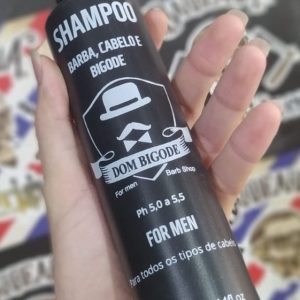 SHAMPOO
BARBA, CABELO E
BIGODE
DOM BIGODE
For men Barb Shop
Ph 5,0 a 5,5
FOR MEN
Para todos os tipos de cabelo